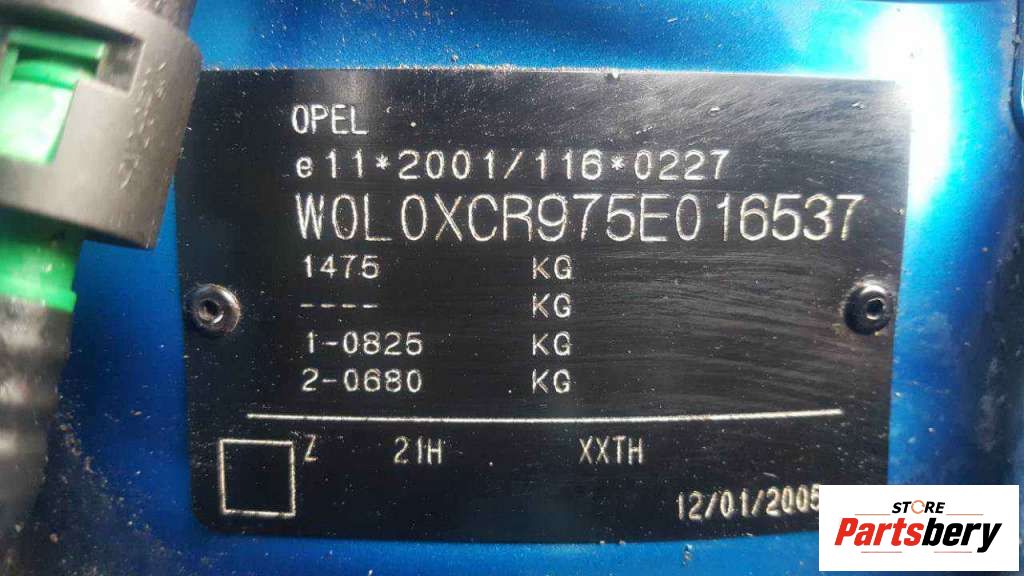 OPEL
e11*2001/116*0227
W0L0XCR975E016537
1475 KG
---- KG
1-0825 KG
2-0680 KG
Z 21H XXTH
12/01/2005
STORE
Partsbery